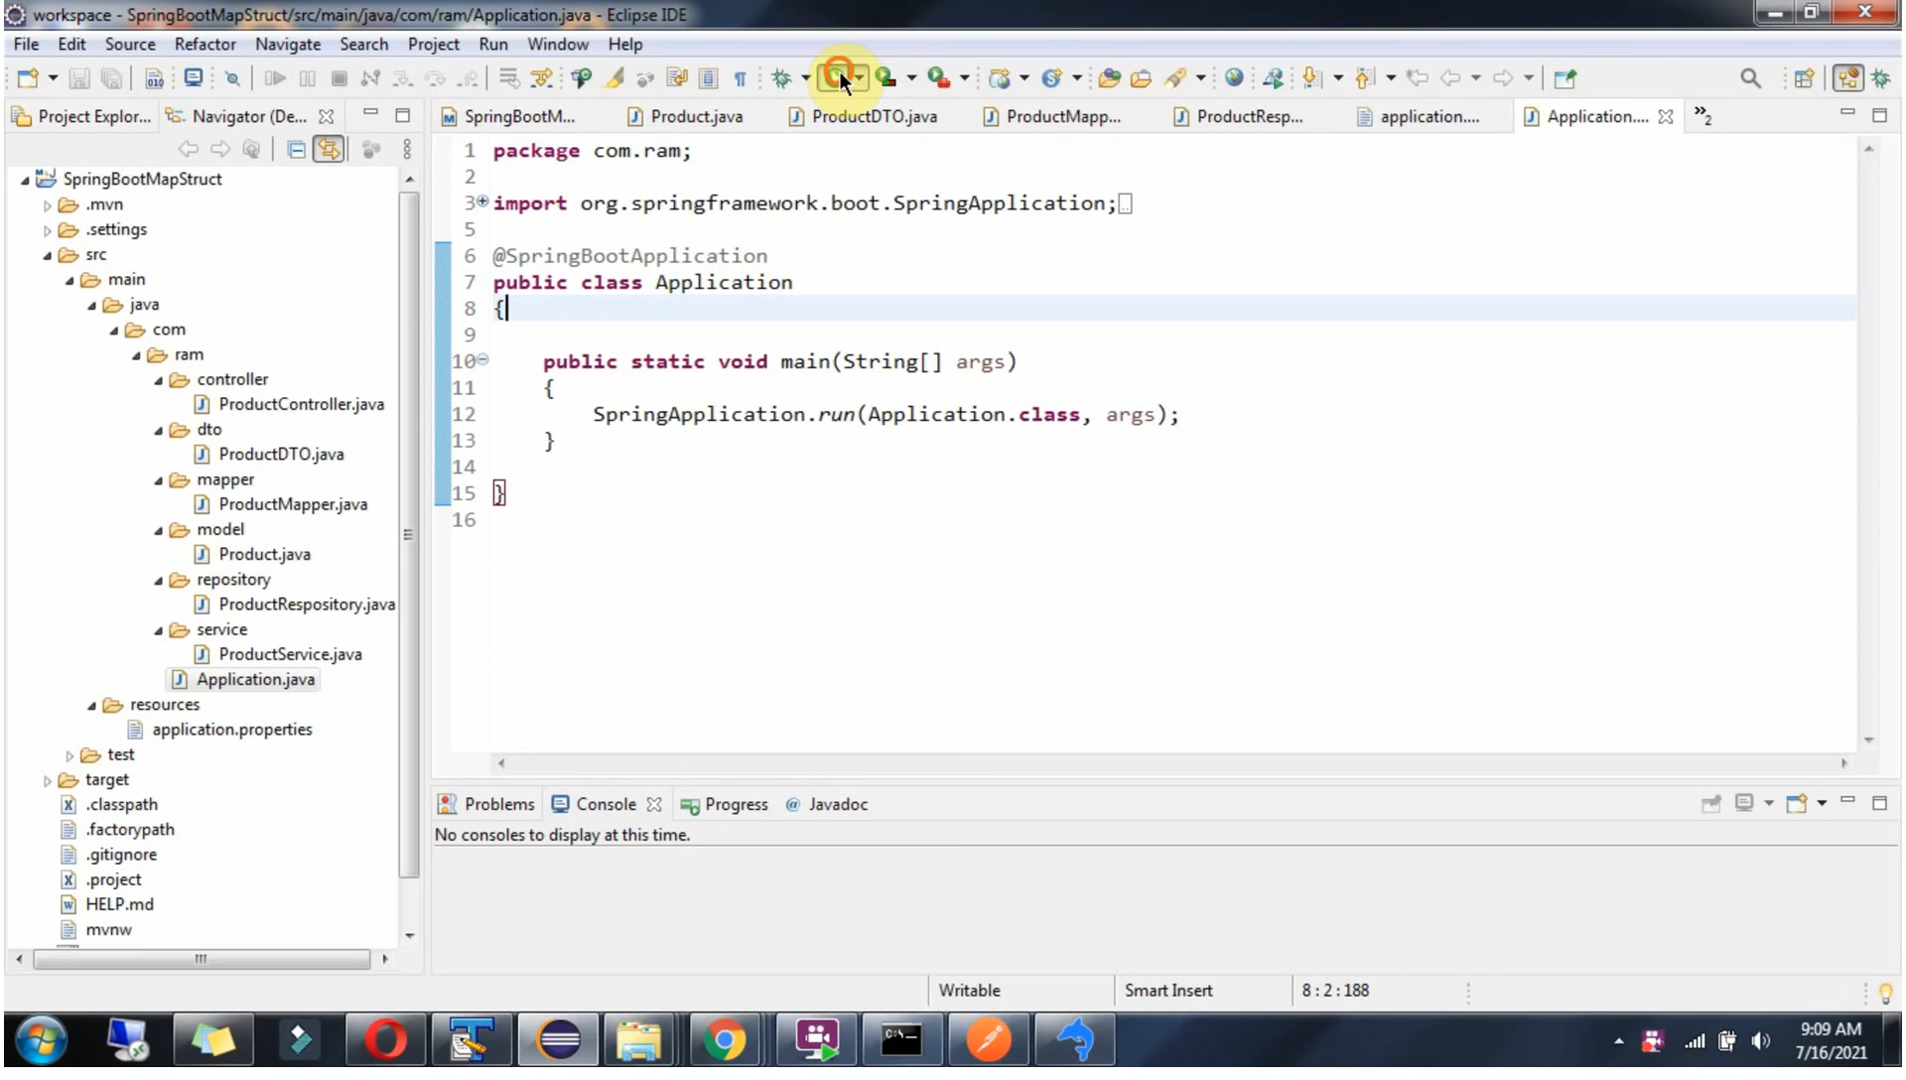 workspace - SpringBootMapStruct/src/main/java/com/ram/Application.java - Eclipse IDE
File Edit Source Refactor Navigate Search Project Run Window Help
Project Explor... Navigator (De...
SpringBootM... Product.java ProductDTO.java ProductMapp... ProductResp... application.... Application.... »2
SpringBootMapStruct
.mvn
.settings
src
main
java
com
ram
controller
ProductController.java
dto
ProductDTO.java
mapper
ProductMapper.java
model
Product.java
repository
ProductRespository.java
service
ProductService.java
Application.java
resources
application.properties
test
target
.classpath
.factorypath
.gitignore
.project
HELP.md
mvnw
1 package com.ram;
2
3 import org.springframework.boot.SpringApplication;
5
6 @SpringBootApplication
7 public class Application
8 {
9
10 public static void main(String[] args)
11 {
12 SpringApplication.run(Application.class, args);
13 }
14
15 }
16
Problems Console Progress @ Javadoc
No consoles to display at this time.
Writable Smart Insert 8 : 2 : 188
9:09 AM
7/16/2021